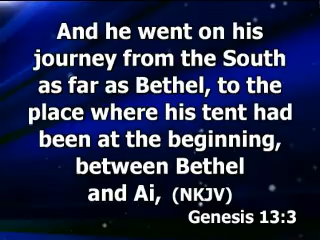 And he went on his
journey from the South
as far as Bethel, to the
place where his tent had
been at the beginning,
between Bethel
and Ai, (NKJV)
Genesis 13:3